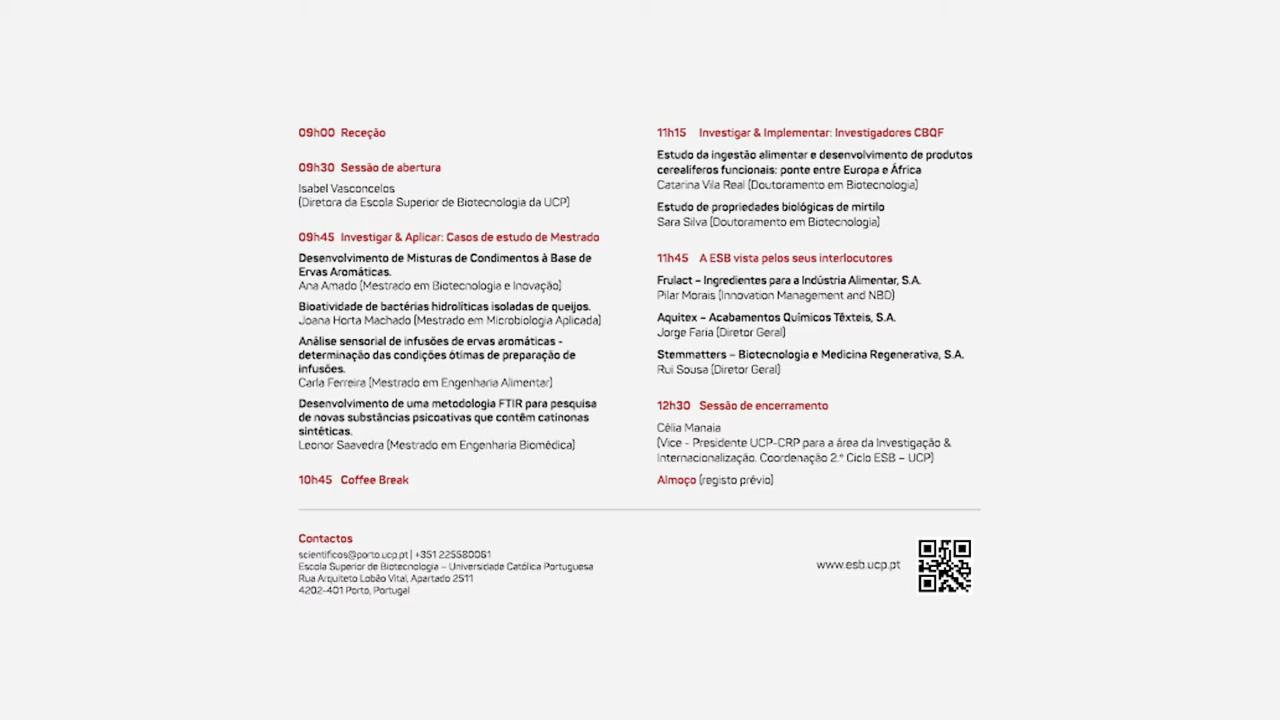 09h00 Receção
09h30 Sessão de abertura
Isabel Vasconcelos
(Diretora da Escola Superior de Biotecnologia da UCP)
09h45 Investigar & Aplicar: Casos de estudo de Mestrado
Desenvolvimento de Misturas de Condimentos à Base de
Ervas Aromáticas.
Ana Amado (Mestrado em Biotecnologia e Inovação)
Bioatividade de bactérias hidrolíticas isoladas de queijos.
Joana Horta Machado (Mestrado em Microbiologia Aplicada)
Análise sensorial de infusões de ervas aromáticas -
determinação das condições ótimas de preparação de
infusões.
Carla Ferreira (Mestrado em Engenharia Alimentar)
Desenvolvimento de uma metodologia FTIR para pesquisa
de novas substâncias psicoativas que contêm catinonas
sintéticas.
Leonor Saavedra (Mestrado em Engenharia Biomédica)
10h45 Coffee Break
11h15 Investigar & Implementar: Investigadores CBQF
Estudo da ingestão alimentar e desenvolvimento de produtos
cerealíferos funcionais: ponte entre Europa e África
Catarina Vila Real (Doutoramento em Biotecnologia)
Estudo de propriedades biológicas de mirtilo
Sara Silva (Doutoramento em Biotecnologia)
11h45 A ESB vista pelos seus interlocutores
Frulact – Ingredientes para a Indústria Alimentar, S.A.
Pilar Morais (Innovation Management and NBD)
Aquitex – Acabamentos Químicos Têxteis, S.A.
Jorge Faria (Diretor Geral)
Stemmatters – Biotecnologia e Medicina Regenerativa, S.A.
Rui Sousa (Diretor Geral)
12h30 Sessão de encerramento
Célia Manaia
(Vice - Presidente UCP-CRP para a área da Investigação &
Internacionalização. Coordenação 2.º Ciclo ESB – UCP)
Almoço (registo prévio)
Contactos
scientificos@porto.ucp.pt | +351 225580061
Escola Superior de Biotecnologia – Universidade Católica Portuguesa
Rua Arquiteto Lobão Vital, Apartado 2511
4202-401 Porto, Portugal
www.esb.ucp.pt